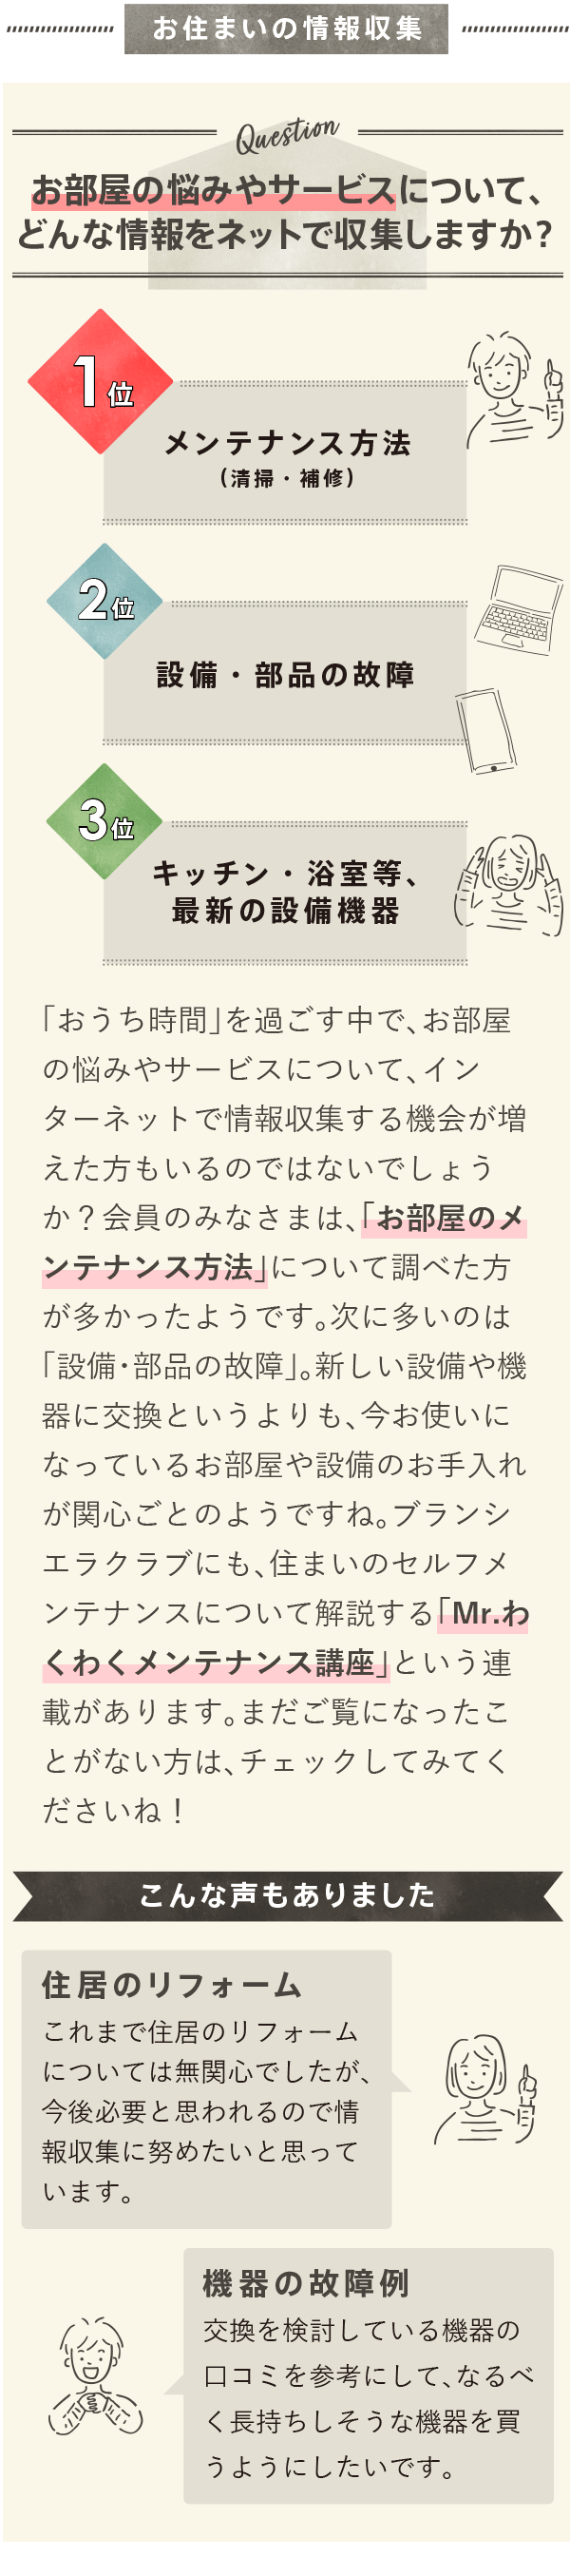 お住まいの情報収集
Question
お部屋の悩みやサービスについて、
どんな情報をネットで収集しますか？
1位
メンテナンス方法
（清掃・補修）
2位
設備・部品の故障
3位
キッチン・浴室等、
最新の設備機器
「おうち時間」を過ごす中で、お部屋
の悩みやサービスについて、イン
ターネットで情報収集する機会が増
えた方もいるのではないでしょう
か？会員のみなさまは、「お部屋のメ
ンテナンス方法」について調べた方
が多かったようです。次に多いのは
「設備・部品の故障」。新しい設備や機
器に交換というよりも、今お使いに
なっているお部屋や設備のお手入れ
が関心ごとのようですね。ブランシ
エラクラブにも、住まいのセルフメ
ンテナンスについて解説する「Mr.わ
くわくメンテナンス講座」という連
載があります。まだご覧になったこ
とがない方は、チェックしてみてく
ださいね！
こんな声もありました
住居のリフォーム
これまで住居のリフォーム
については無関心でしたが、
今後必要と思われるので情
報収集に努めたいと思って
います。
機器の故障例
交換を検討している機器の
口コミを参考にして、なるべ
く長持ちしそうな機器を買
うようにしたいです。